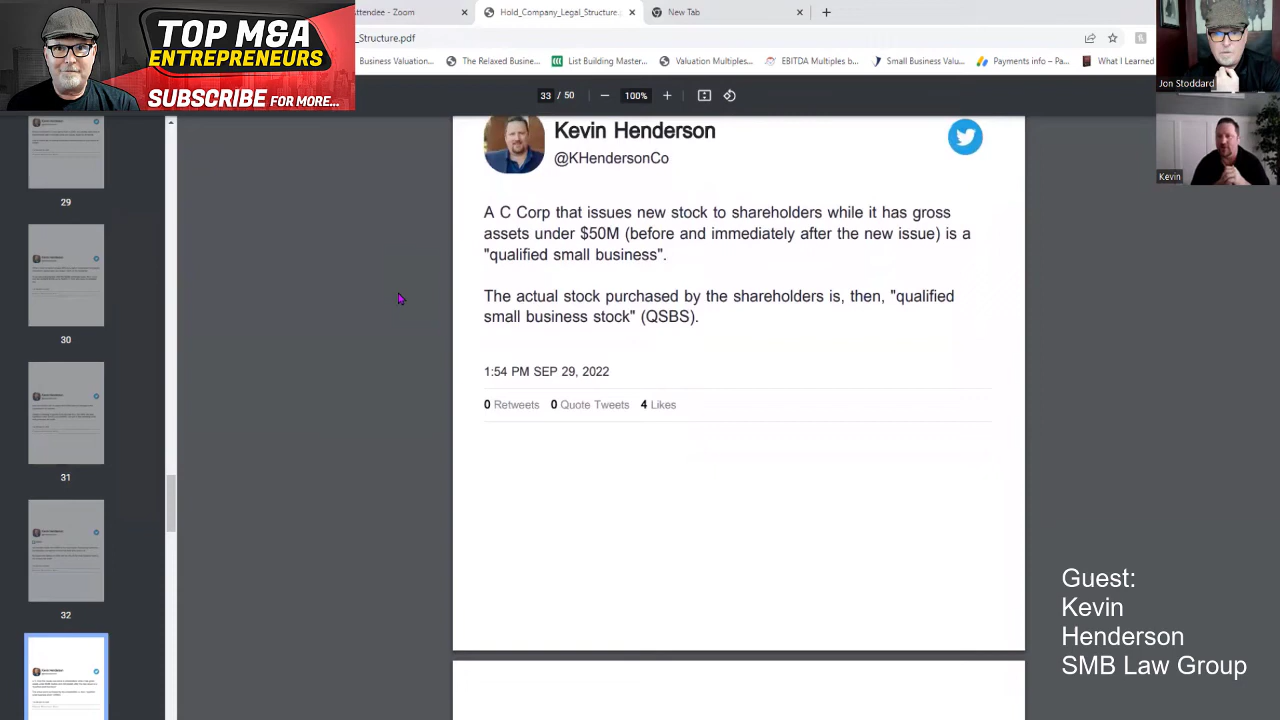 ttendee - Zoom
Hold_Company_Legal_Structure.
New Tab
_Structure.pdf
Business Valuation...
The Relaxed Busine...
List Building Master...
Valuation Multiples...
EBITDA Multiples b...
Small Business Valu...
Payments info – Pa...
What I Learned
TOP M&A
ENTREPRENEURS
SUBSCRIBE FOR MORE...
33 / 50
100%
Jon Stoddard
Kevin
29
30
31
32
Kevin Henderson
@KHendersonCo
A C Corp that issues new stock to shareholders while it has gross
assets under $50M (before and immediately after the new issue) is a
"qualified small business".
The actual stock purchased by the shareholders is, then, "qualified
small business stock" (QSBS).
1:54 PM SEP 29, 2022
0 Retweets 0 Quote Tweets 4 Likes
Guest:
Kevin
Henderson
SMB Law Group